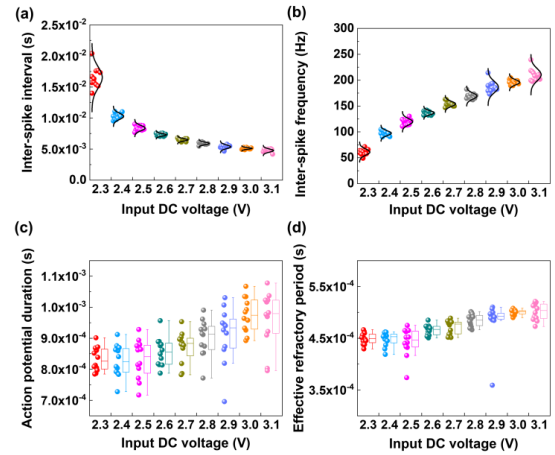 (a)
Inter-spike interval (s)
2.5x10⁻²
2.0x10⁻²
1.5x10⁻²
1.0x10⁻²
5.0x10⁻³
0.0
2.3 2.4 2.5 2.6 2.7 2.8 2.9 3.0 3.1
Input DC voltage (V)
(b)
Inter-spike frequency (Hz)
300
250
200
150
100
50
0
2.3 2.4 2.5 2.6 2.7 2.8 2.9 3.0 3.1
Input DC voltage (V)
(c)
Action potential duration (s)
1.1x10⁻³
1.0x10⁻³
9.0x10⁻⁴
8.0x10⁻⁴
7.0x10⁻⁴
2.3 2.4 2.5 2.6 2.7 2.8 2.9 3.0 3.1
Input DC voltage (V)
(d)
Effective refractory period (s)
5.5x10⁻⁴
4.5x10⁻⁴
3.5x10⁻⁴
2.3 2.4 2.5 2.6 2.7 2.8 2.9 3.0 3.1
Input DC voltage (V)